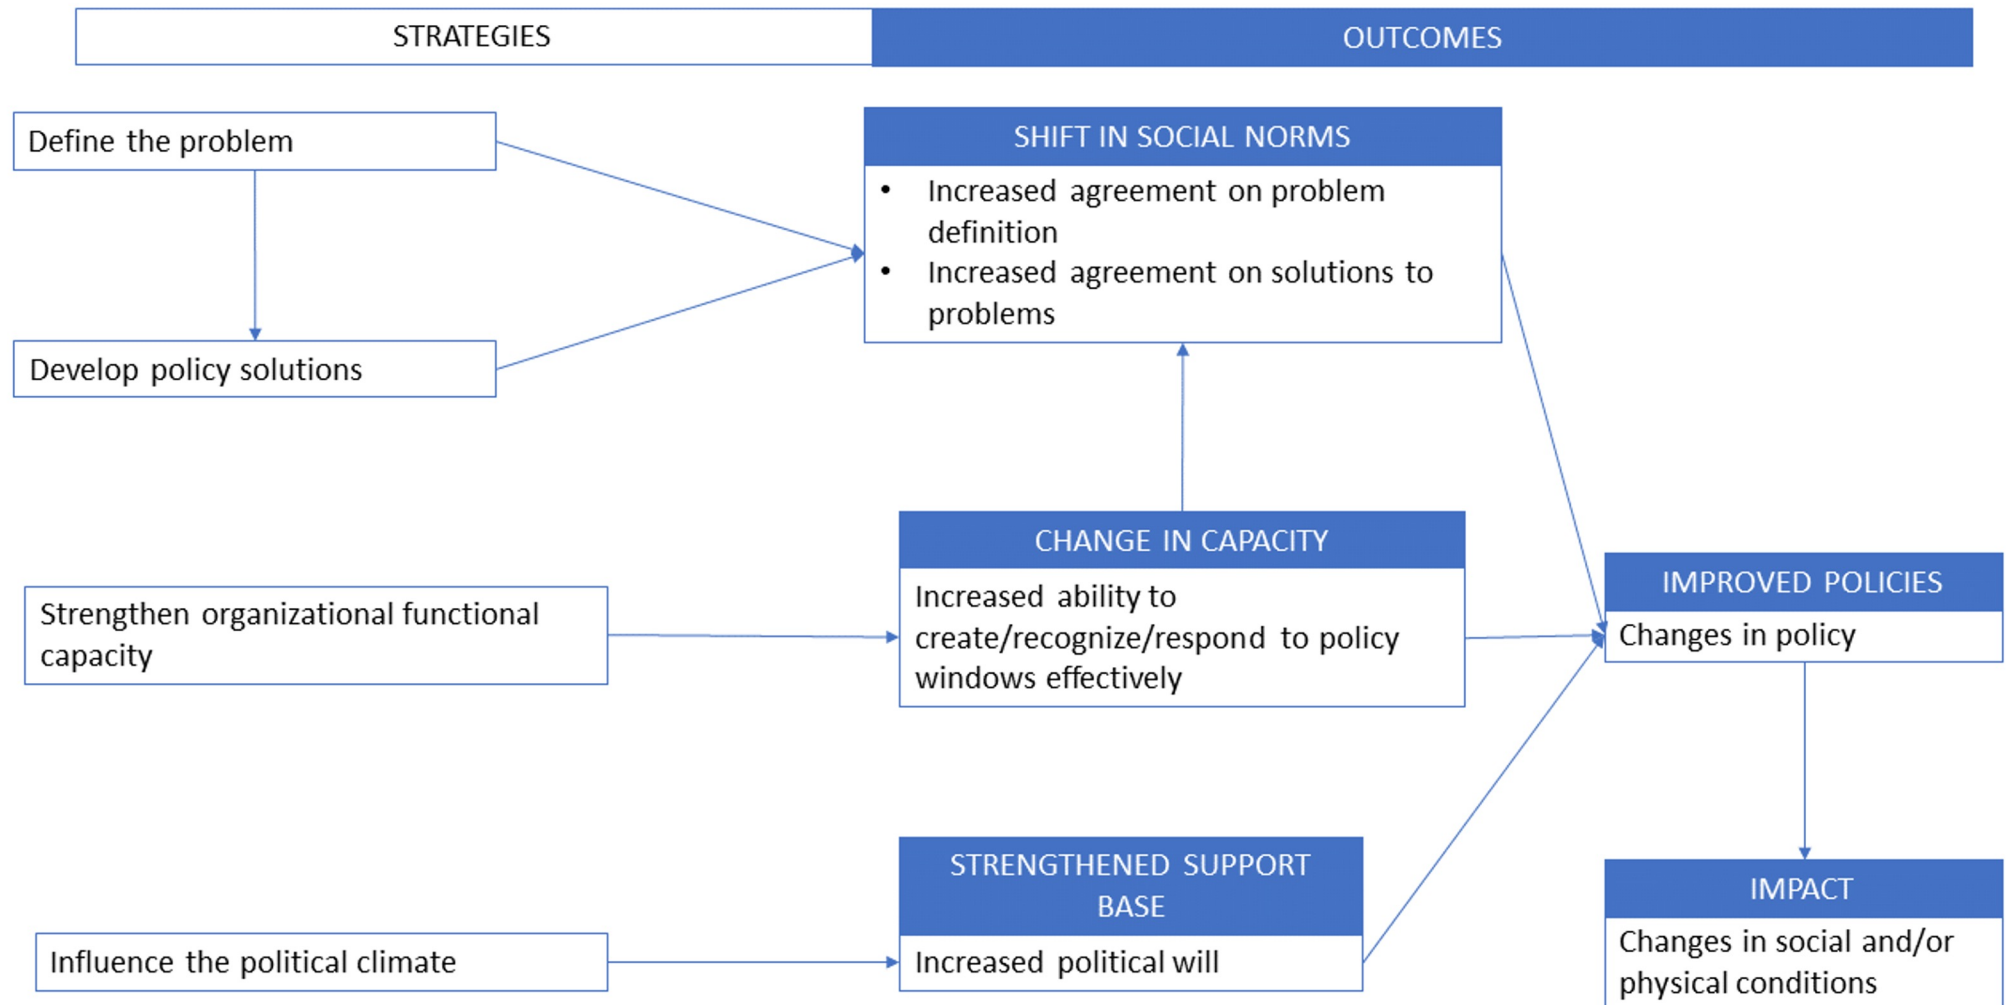 STRATEGIES
OUTCOMES
Define the problem
Develop policy solutions
SHIFT IN SOCIAL NORMS
• Increased agreement on problem
definition
• Increased agreement on solutions to
problems
Strengthen organizational functional
capacity
CHANGE IN CAPACITY
Increased ability to
create/recognize/respond to policy
windows effectively
IMPROVED POLICIES
Changes in policy
Influence the political climate
STRENGTHENED SUPPORT
BASE
Increased political will
IMPACT
Changes in social and/or
physical conditions